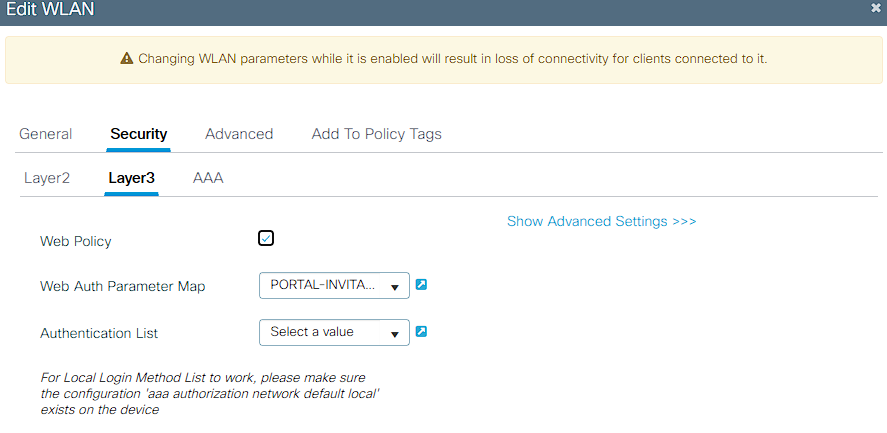 Edit WLAN
Changing WLAN parameters while it is enabled will result in loss of connectivity for clients connected to it.
General Security Advanced Add To Policy Tags
Layer2 Layer3 AAA
Show Advanced Settings >>>
Web Policy
Web Auth Parameter Map PORTAL-INVITA...
Authentication List Select a value
For Local Login Method List to work, please make sure
the configuration 'aaa authorization network default local'
exists on the device